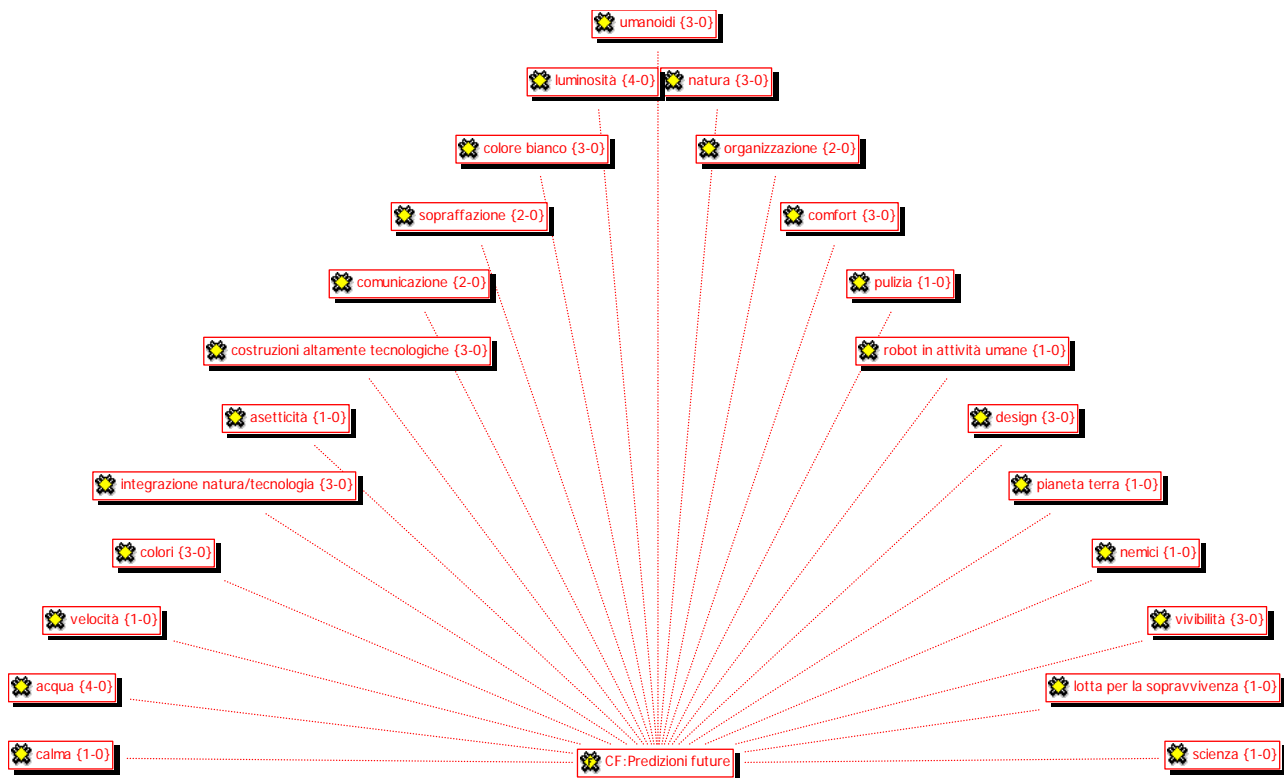 umanoidi {3-0}
luminosità {4-0}
natura {3-0}
colore bianco {3-0}
organizzazione {2-0}
sopraffazione {2-0}
comfort {3-0}
comunicazione {2-0}
pulizia {1-0}
costruzioni altamente tecnologiche {3-0}
robot in attività umane {1-0}
asetticità {1-0}
design {3-0}
integrazione natura/tecnologia {3-0}
pianeta terra {1-0}
colori {3-0}
nemici {1-0}
velocità {1-0}
vivibilità {3-0}
acqua {4-0}
lotta per la sopravvivenza {1-0}
calma {1-0}
CF:Predizioni future
scienza {1-0}